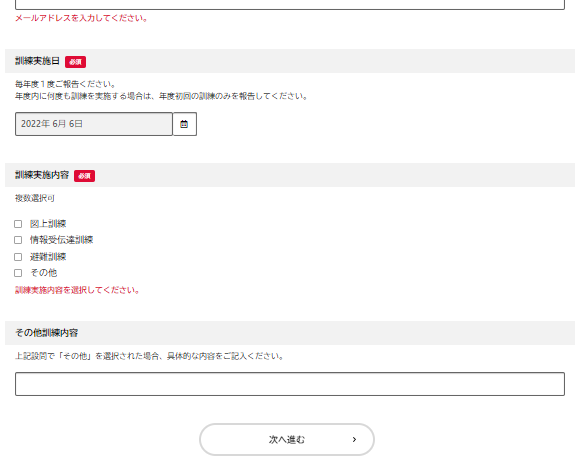 メールアドレスを入力してください。
訓練実施日 必須
毎年度１度ご報告ください。
年度内に何度も訓練を実施する場合は、年度初回の訓練のみを報告してください。
2022年 6月 6日
訓練実施内容 必須
複数選択可
図上訓練
情報受伝達訓練
避難訓練
その他
訓練実施内容を選択してください。
その他訓練内容
上記設問で「その他」を選択された場合、具体的な内容をご記入ください。
次へ進む